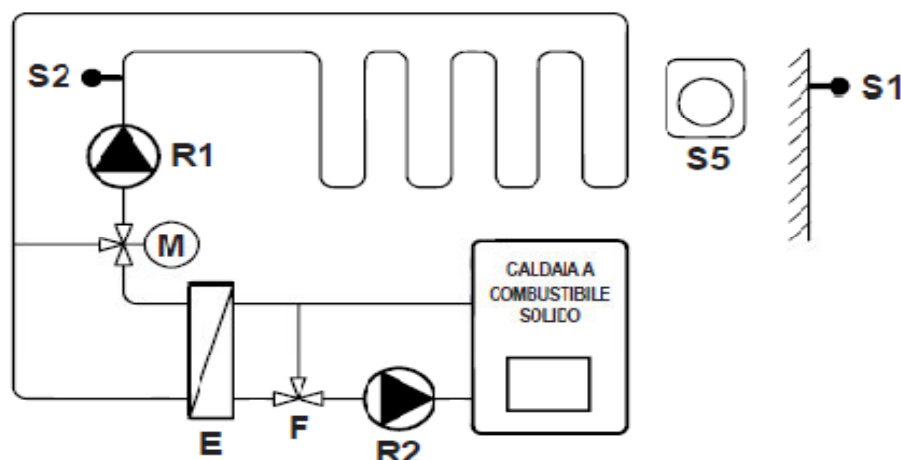 S2
S1
R1
S5
M
CALDAIA A
COMBUSTIBILE
SOLIDO
E
F
R2